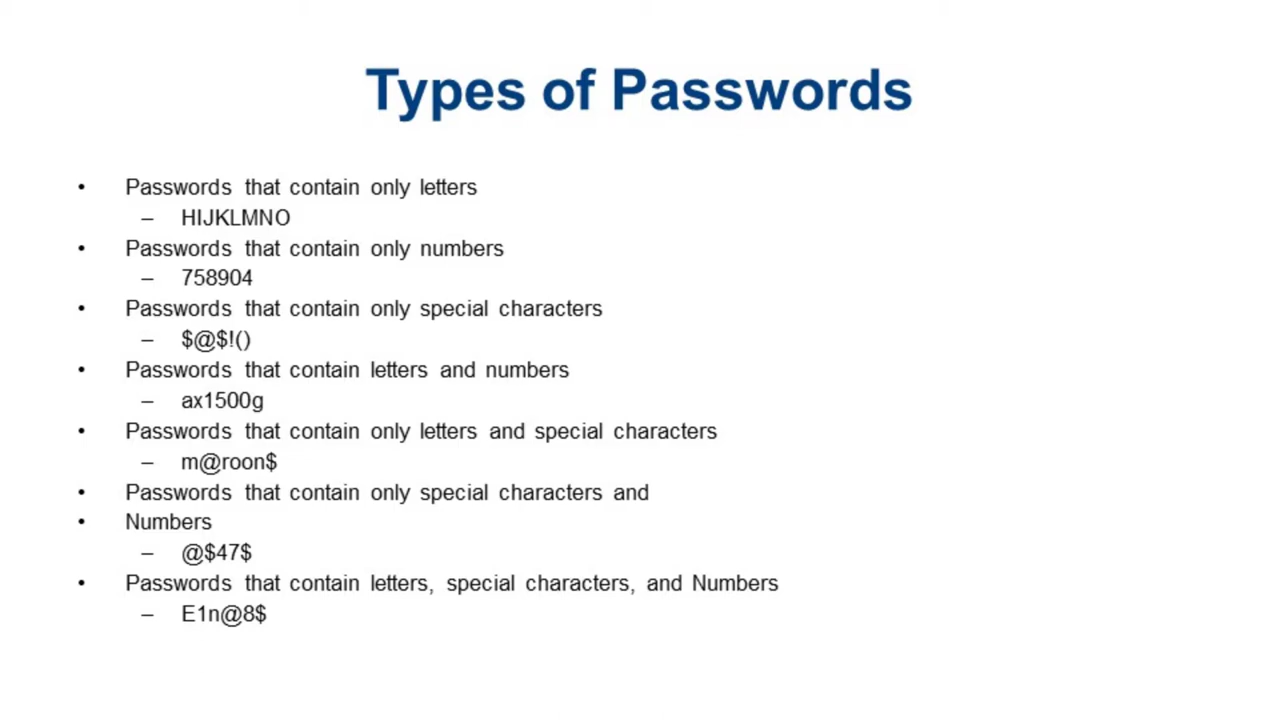 Types of Passwords
• Passwords that contain only letters
– HIJKLMNO
• Passwords that contain only numbers
– 758904
• Passwords that contain only special characters
– $@$!()
• Passwords that contain letters and numbers
– ax1500g
• Passwords that contain only letters and special characters
– m@roon$
• Passwords that contain only special characters and
• Numbers
– @$47$
• Passwords that contain letters, special characters, and Numbers
– E1n@8$